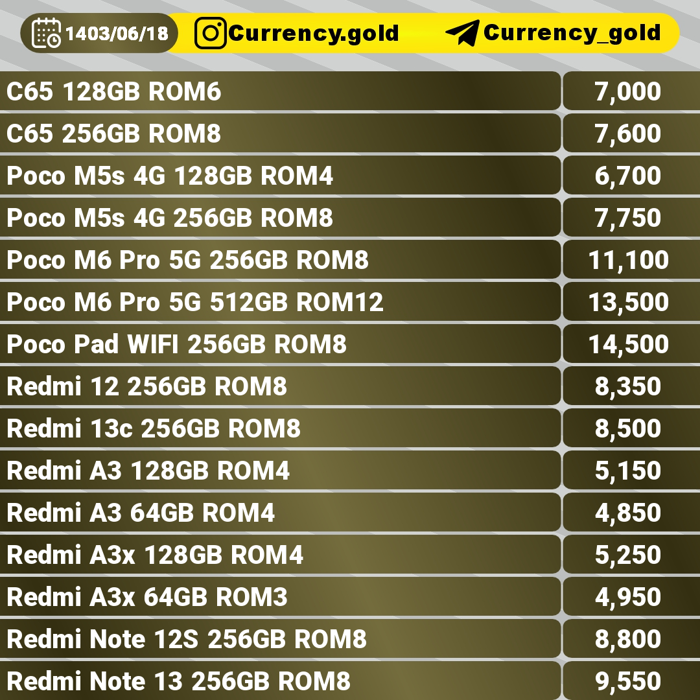 1403/06/18 Currency.gold Currency_gold
C65 128GB ROM6 7,000
C65 256GB ROM8 7,600
Poco M5s 4G 128GB ROM4 6,700
Poco M5s 4G 256GB ROM8 7,750
Poco M6 Pro 5G 256GB ROM8 11,100
Poco M6 Pro 5G 512GB ROM12 13,500
Poco Pad WIFI 256GB ROM8 14,500
Redmi 12 256GB ROM8 8,350
Redmi 13c 256GB ROM8 8,500
Redmi A3 128GB ROM4 5,150
Redmi A3 64GB ROM4 4,850
Redmi A3x 128GB ROM4 5,250
Redmi A3x 64GB ROM3 4,950
Redmi Note 12S 256GB ROM8 8,800
Redmi Note 13 256GB ROM8 9,550